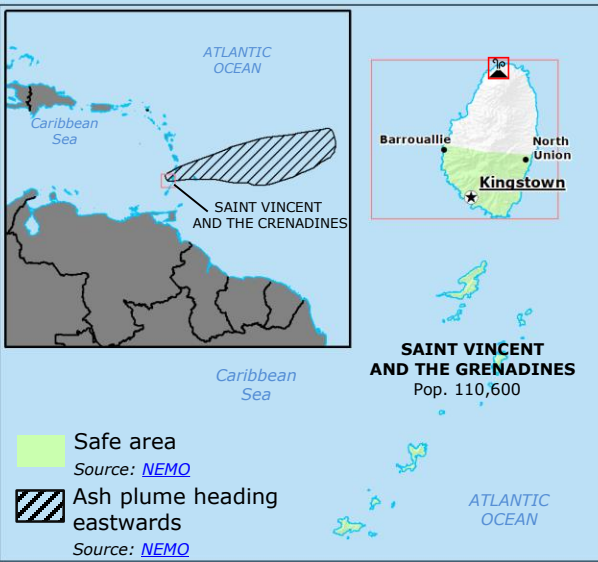 ATLANTIC
OCEAN
Caribbean
Sea
SAINT VINCENT
AND THE GRENADINES
Barrouallie
North
Union
Kingstown
SAINT VINCENT
AND THE GRENADINES
Pop. 110,600
Caribbean
Sea
Safe area
Source: NEMO
Ash plume heading
eastwards
Source: NEMO
ATLANTIC
OCEAN